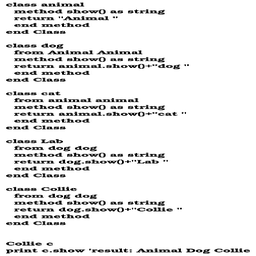 class animal
method show() as string
return "Animal "
end method
end Class
class dog
from Animal Animal
method show() as string
return animal.show()+"dog "
end method
end Class
class cat
from animal animal
method show() as string
return animal.show()+"cat "
end method
end Class
class Lab
from dog dog
method show() as string
return dog.show()+"Lab "
end method
end Class
class Collie
from dog dog
method show() as string
return dog.show()+"Collie "
end method
end Class
Collie c
print c.show 'result: Animal Dog Collie